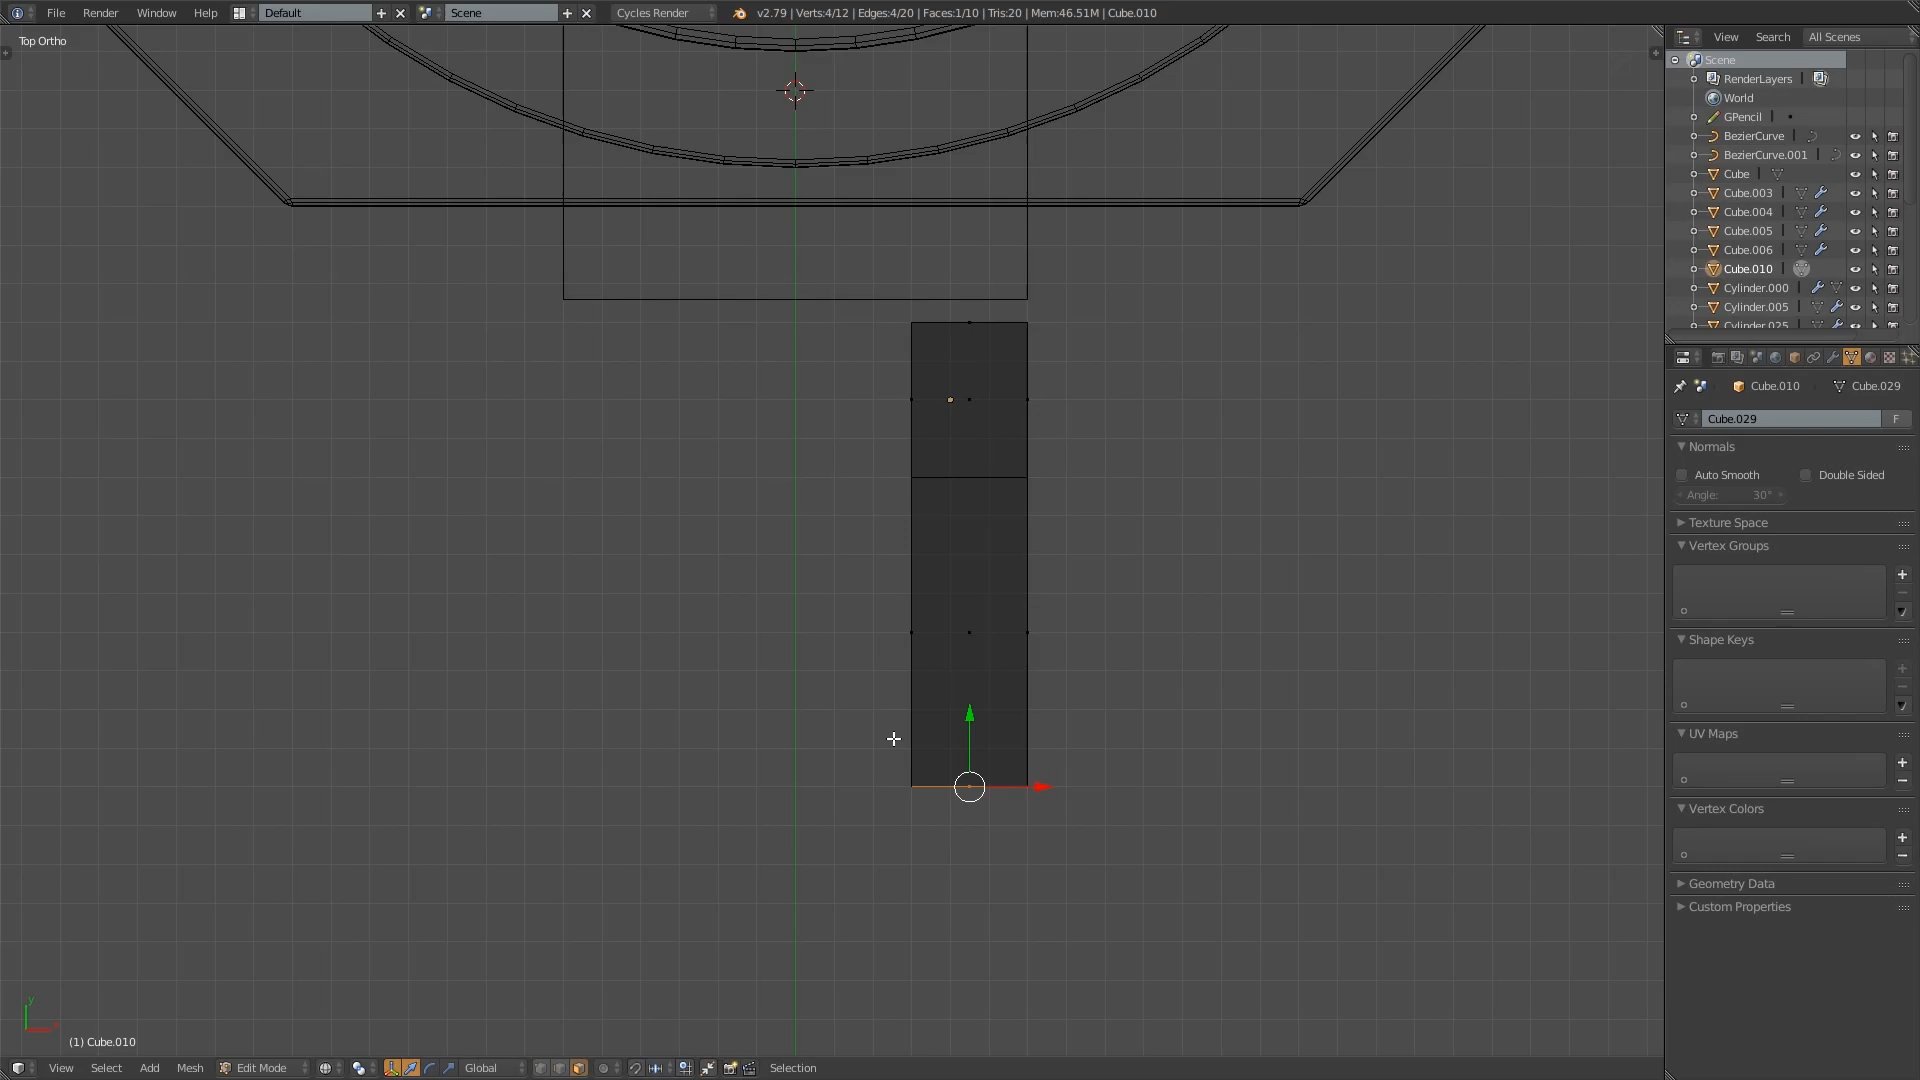 File Render Window Help Default Scene Cycles Render v2.79 | Verts:4/12 | Edges:4/20 | Faces:1/10 | Tris:20 | Mem:46.51M | Cube.010
Top Ortho
View Search All Scenes
Scene
RenderLayers
World
GPencil
BezierCurve
BezierCurve.001
Cube
Cube.003
Cube.004
Cube.005
Cube.006
Cube.010
Cylinder.000
Cylinder.005
Cylinder.025
Cube.010 Cube.029
Cube.029 F
Normals
Auto Smooth Double Sided
Angle: 30°
Texture Space
Vertex Groups
Shape Keys
UV Maps
Vertex Colors
Geometry Data
Custom Properties
y
(1) Cube.010
View Select Add Mesh Edit Mode Global Selection